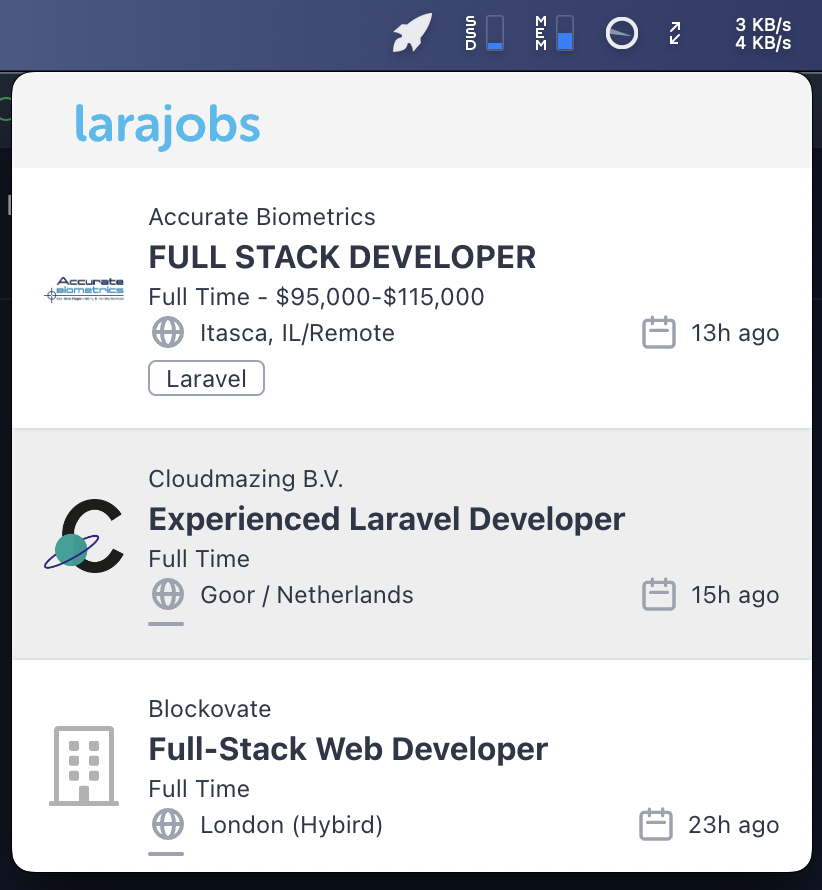 SSD
MEM
3 KB/s
4 KB/s
larajobs
Accurate Biometrics
FULL STACK DEVELOPER
Accurate
Biometrics
Full Time - $95,000-$115,000
Itasca, IL/Remote
13h ago
Laravel
Cloudmazing B.V.
Experienced Laravel Developer
Full Time
Goor / Netherlands
15h ago
Blockovate
Full-Stack Web Developer
Full Time
London (Hybird)
23h ago